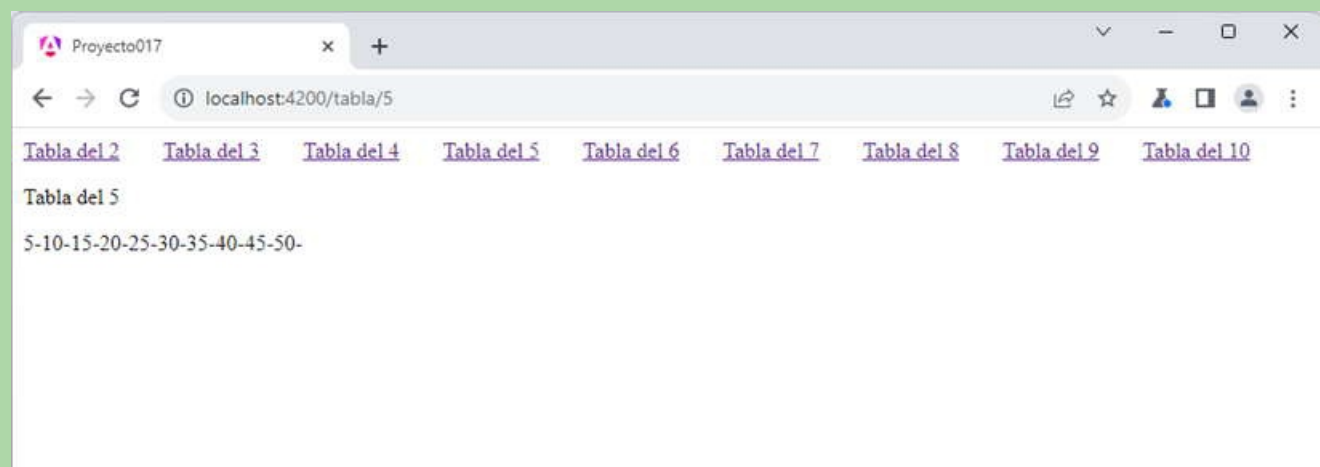 Proyecto017
localhost:4200/tabla/5
Tabla del 2 Tabla del 3 Tabla del 4 Tabla del 5 Tabla del 6 Tabla del 7 Tabla del 8 Tabla del 9 Tabla del 10
Tabla del 5
5-10-15-20-25-30-35-40-45-50-